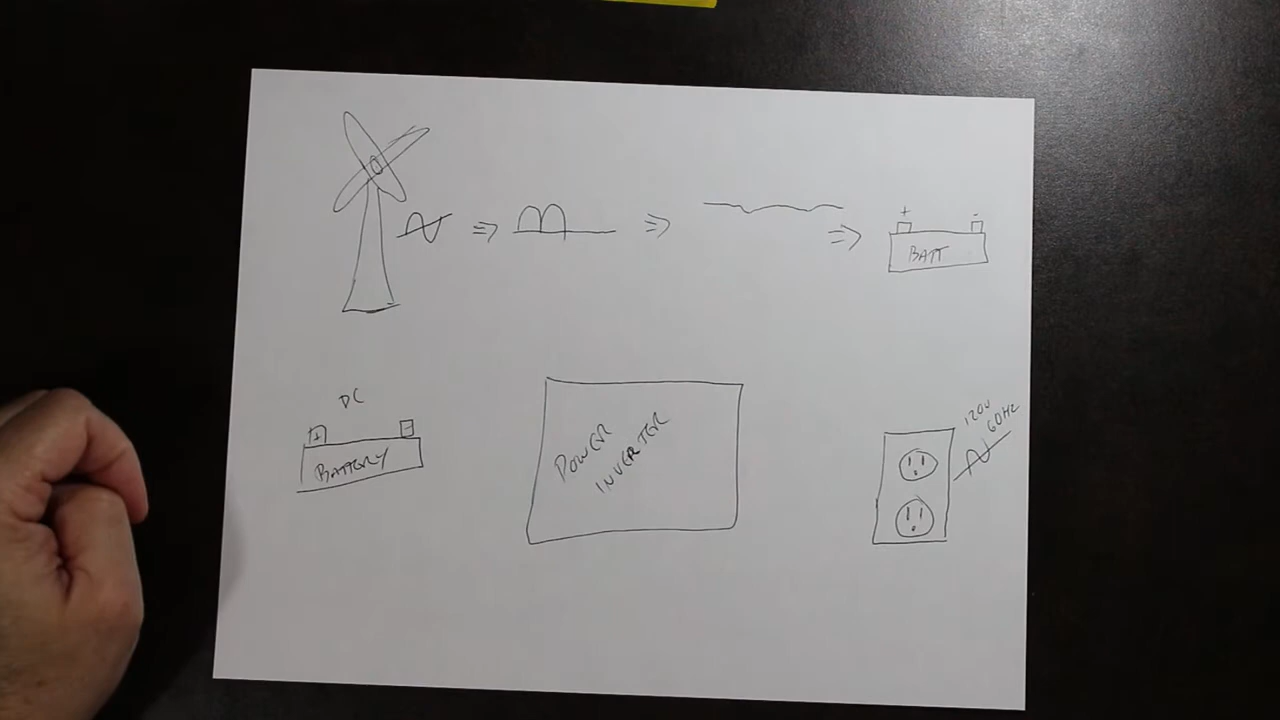 + -
BATT
DC
+ -
BATTERY
POWER
INVERTER
120V
60HZ